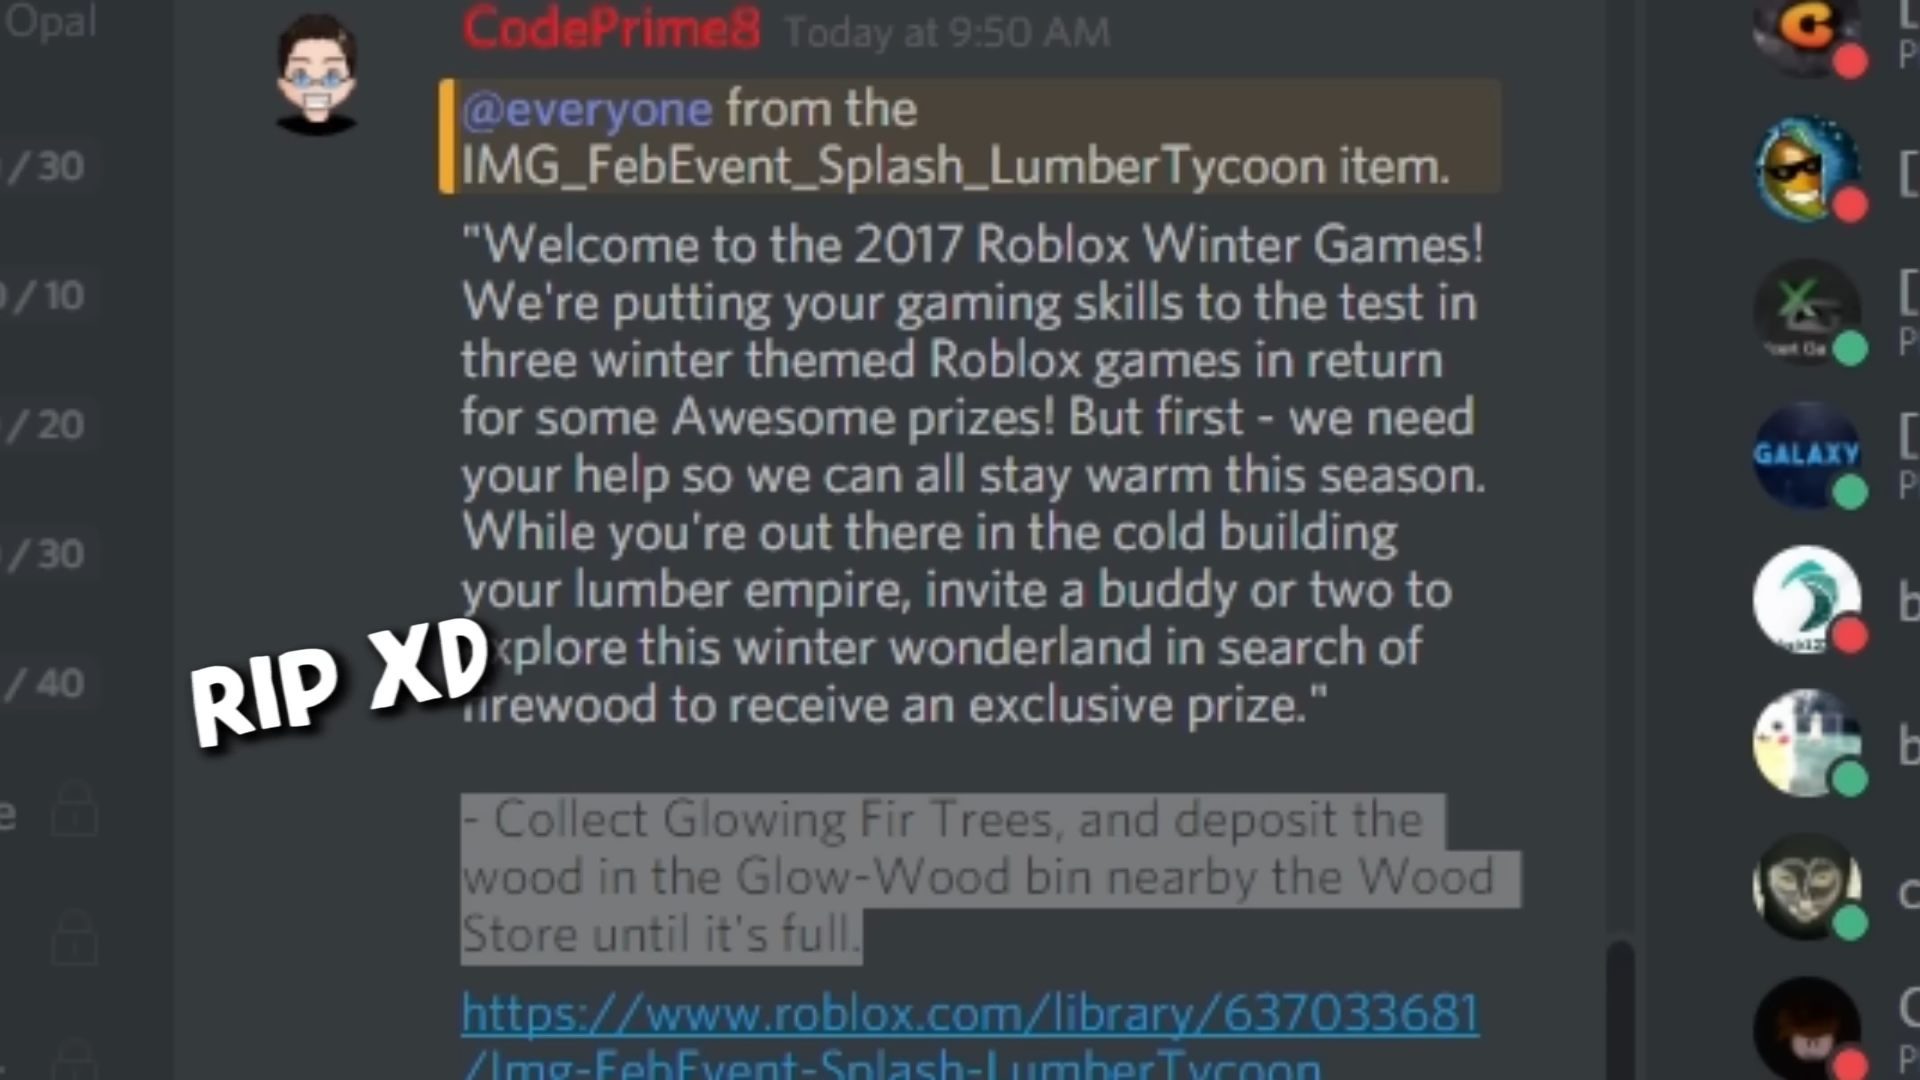 Opal
/30
/10
/20
/30
/40
CodePrime8 Today at 9:50 AM
@everyone from the
IMG_FebEvent_Splash_LumberTycoon item.
"Welcome to the 2017 Roblox Winter Games!
We're putting your gaming skills to the test in
three winter themed Roblox games in return
for some Awesome prizes! But first - we need
your help so we can all stay warm this season.
While you're out there in the cold building
your lumber empire, invite a buddy or two to
xplore this winter wonderland in search of
firewood to receive an exclusive prize."
RIP XD
- Collect Glowing Fir Trees, and deposit the
wood in the Glow-Wood bin nearby the Wood
Store until it's full.
https://www.roblox.com/library/637033681
/Img-FebEvent-Splash-LumberTycoon
GALAXY